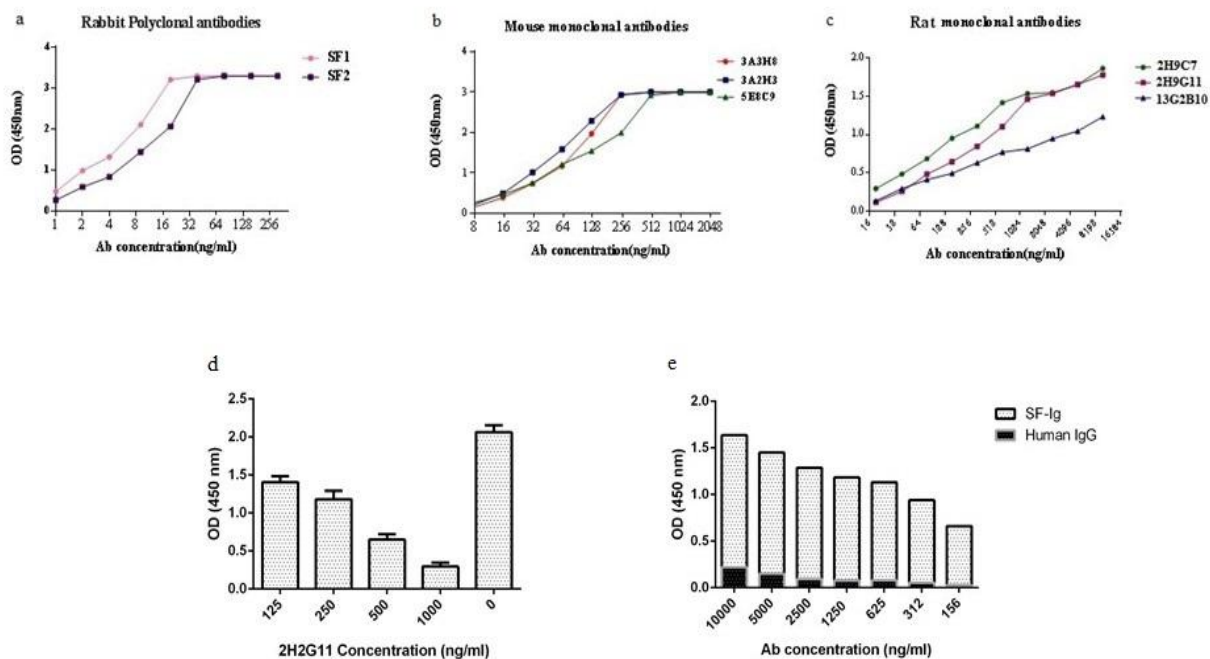 a
Rabbit Polyclonal antibodies
OD (450nm)
4
3
2
1
0
1 2 4 8 16 32 64 128 256
Ab concentration(ng/ml)
SF1
SF2
b
Mouse monoclonal antibodies
OD (450nm)
4
3
2
1
0
8 16 32 64 128 256 512 1024 2048
Ab concentration(ng/ml)
3A3H8
3A2H3
5E8C9
c
Rat monoclonal antibodies
OD (450nm)
2.0
1.5
1.0
0.5
0.0
16 64 1084 4096 8198 16384
Ab concentration(ng/ml)
2H9C7
2H9G11
13G2B10
d
OD (450 nm)
2.5
2.0
1.5
1.0
0.5
0.0
125 250 500 1000 0
2H2G11 Concentration (ng/ml)
e
OD (450 nm)
2.0
1.5
1.0
0.5
0.0
10000 5000 2500 1250 625 312 156
Ab concentration (ng/ml)
SF-Ig
Human IgG